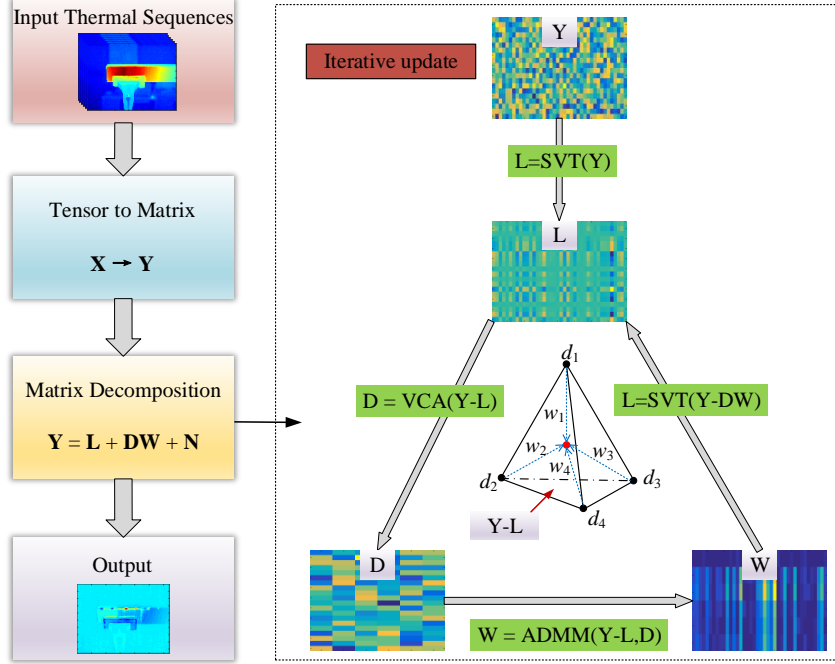 Input Thermal Sequences
Tensor to Matrix
X → Y
Matrix Decomposition
Y = L + DW + N
Output
Iterative update
Y
L=SVT(Y)
L
D = VCA(Y-L)
L=SVT(Y-DW)
d1
w1
w2
w3
w4
d2
d3
d4
Y-L
D
W
W = ADMM(Y-L,D)